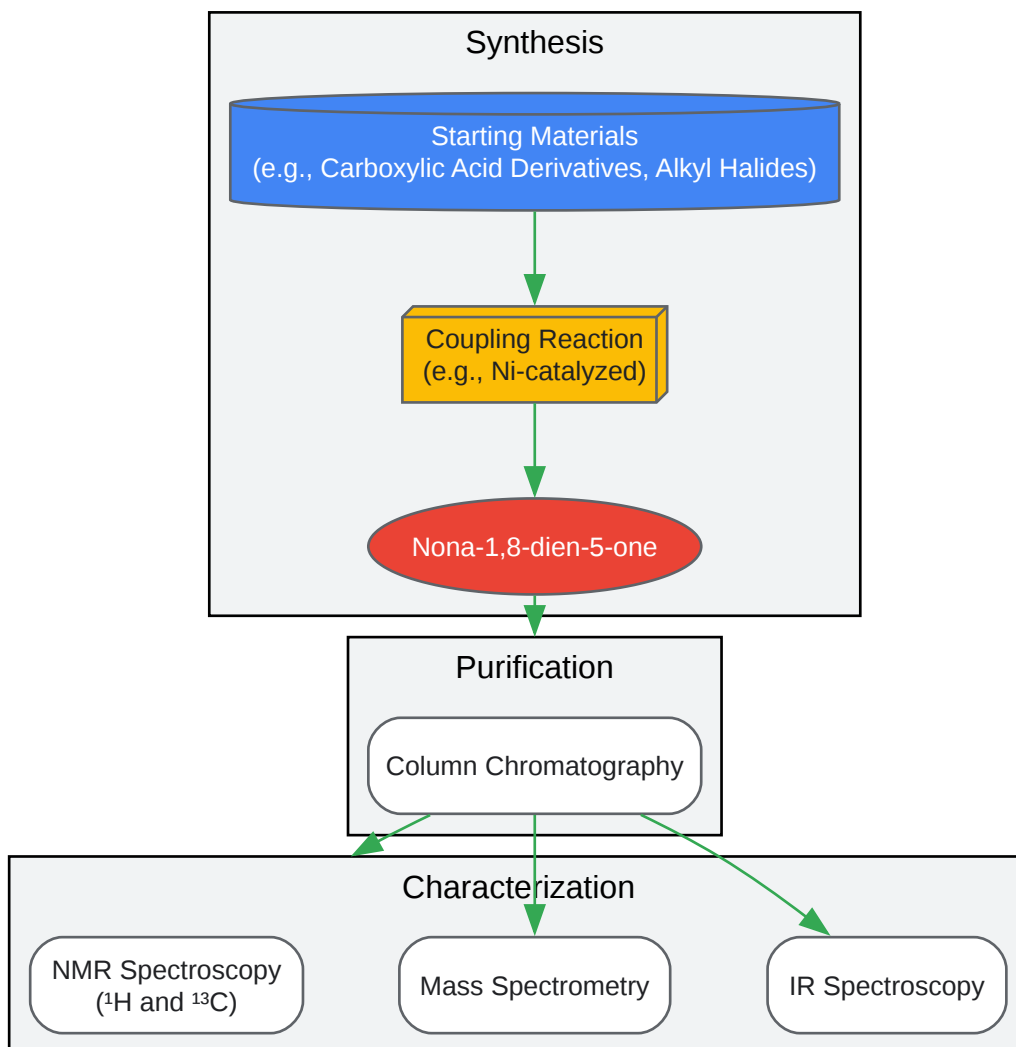 Synthesis
Starting Materials
(e.g., Carboxylic Acid Derivatives, Alkyl Halides)
Coupling Reaction
(e.g., Ni-catalyzed)
Nona-1,8-dien-5-one
Purification
Column Chromatography
Characterization
NMR Spectroscopy
(¹H and ¹³C)
Mass Spectrometry
IR Spectroscopy